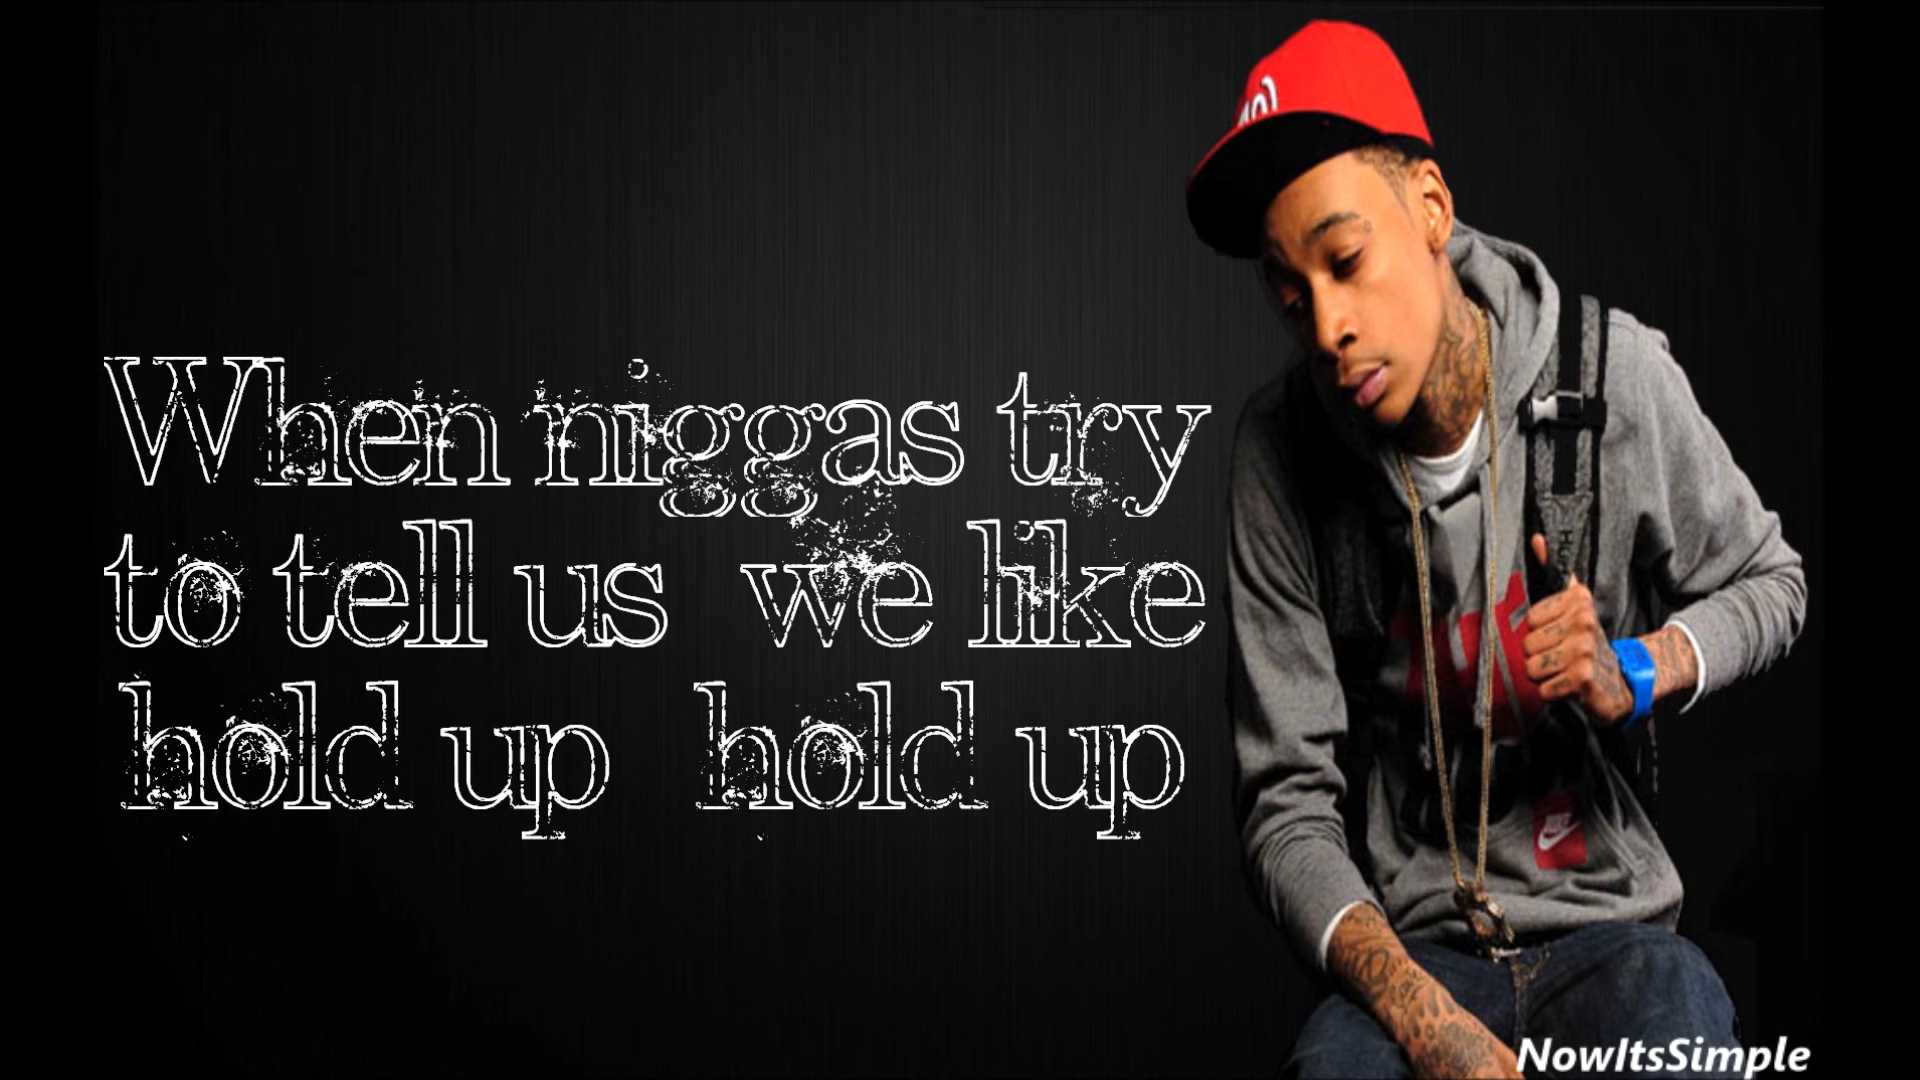 When niggas try
to tell us we like
hold up hold up
NowItsSimple